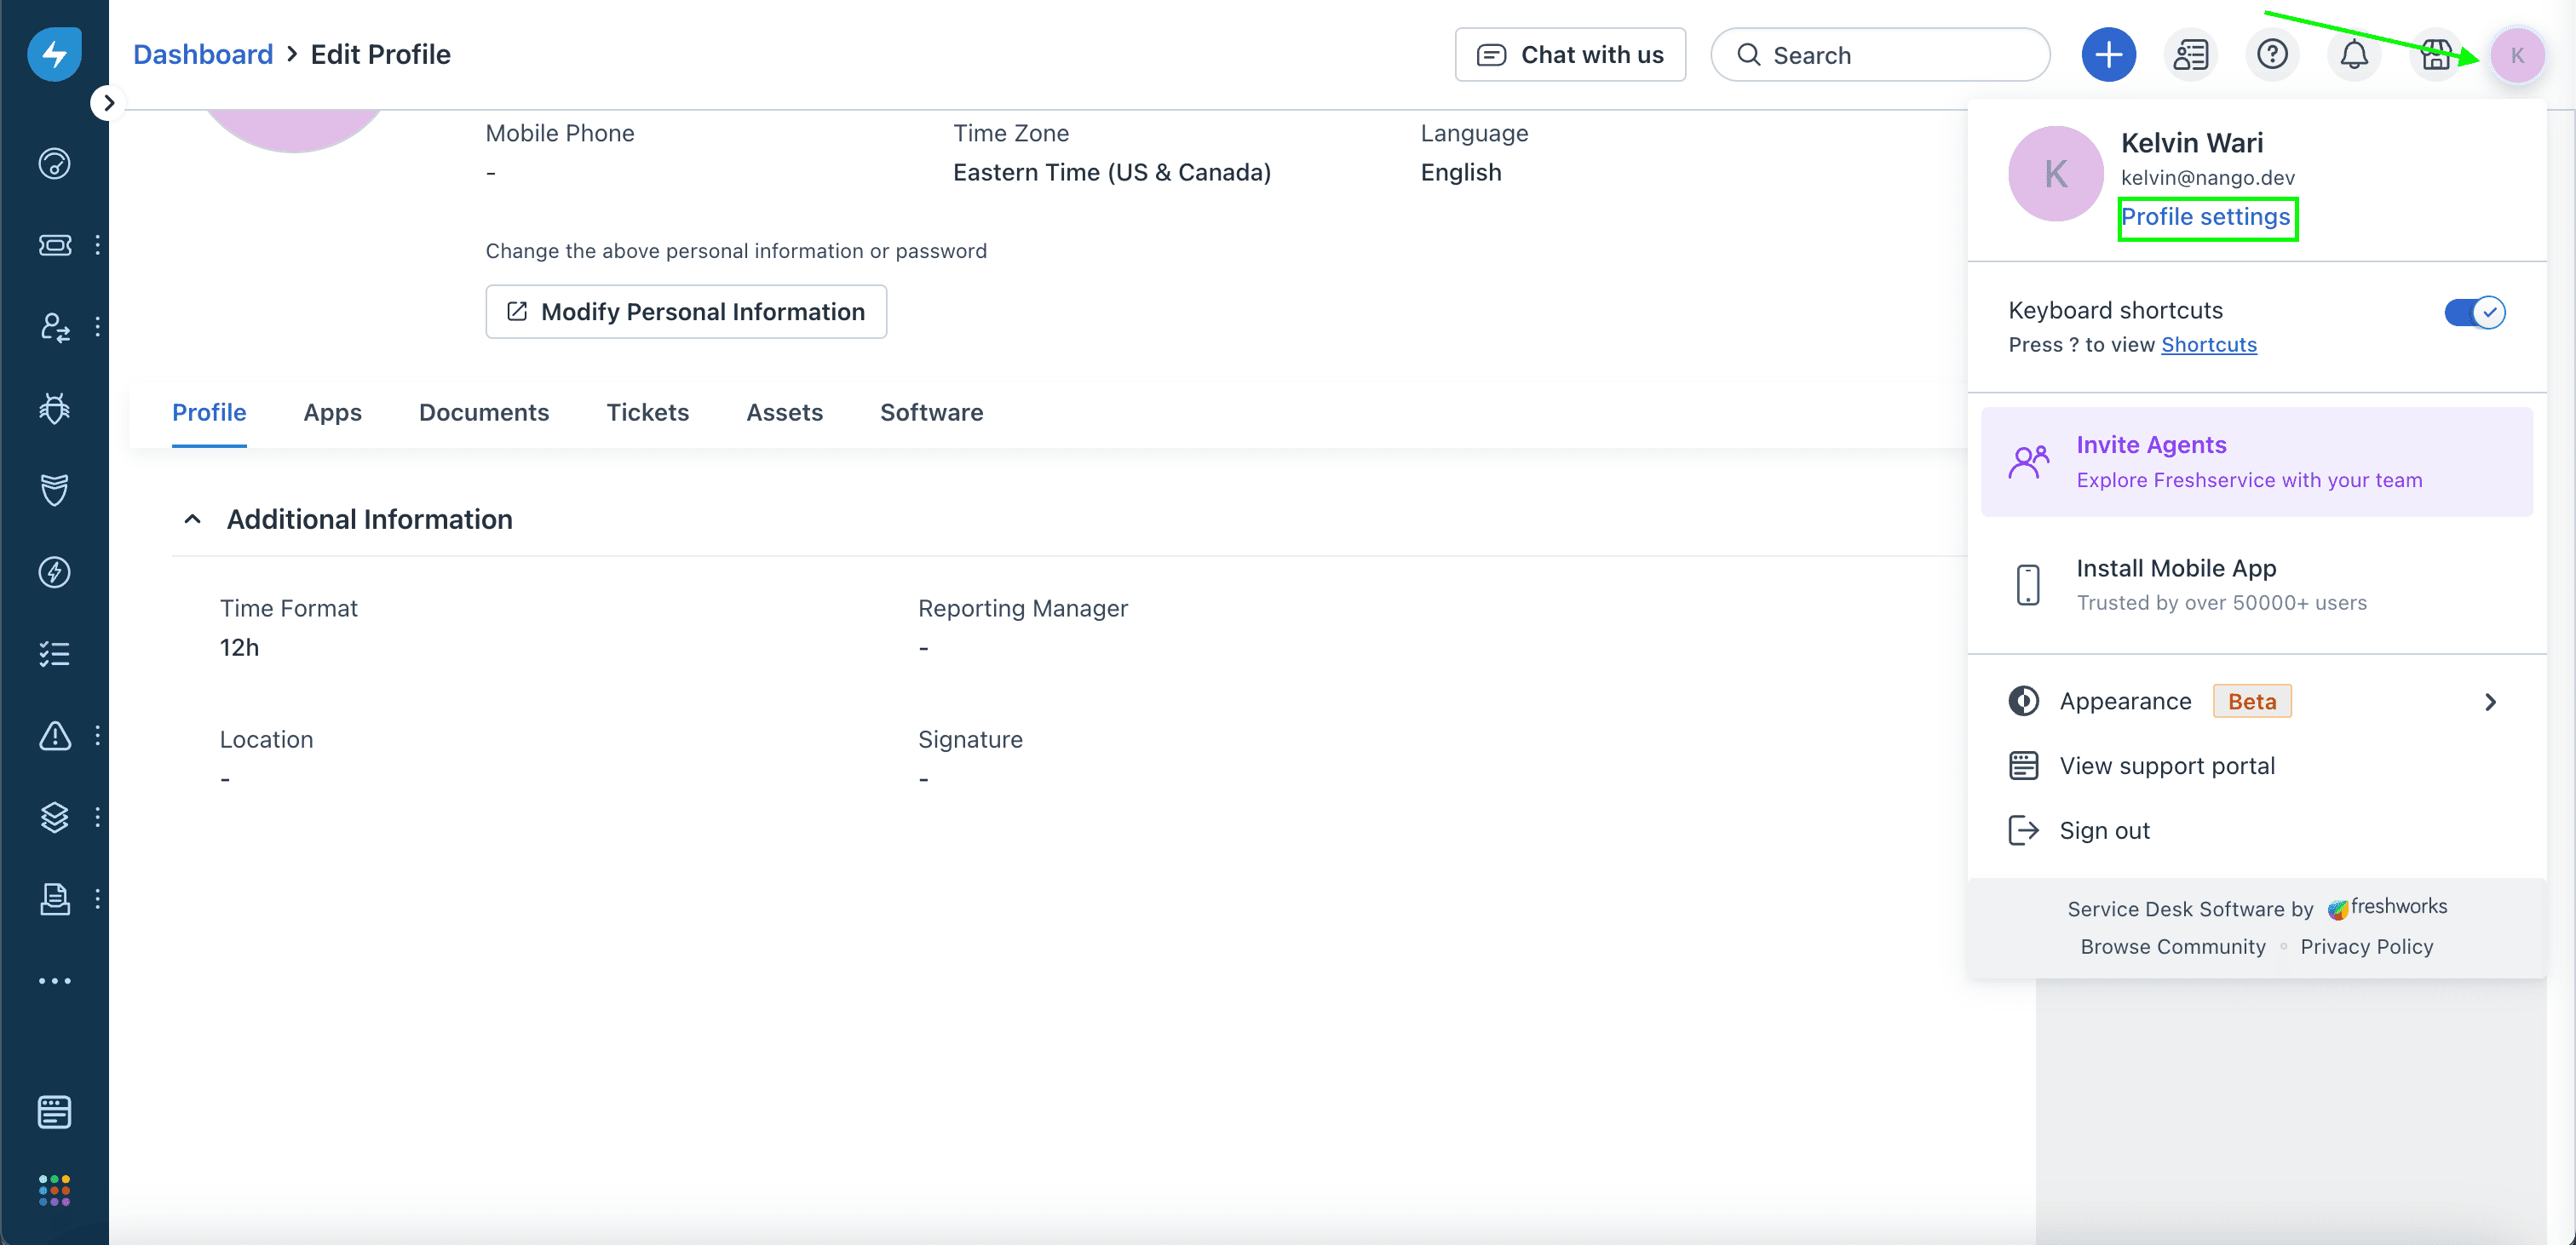 Dashboard > Edit Profile
Chat with us
Search
K
Mobile Phone
-
Time Zone
Eastern Time (US & Canada)
Language
English
Change the above personal information or password
Modify Personal Information
Profile Apps Documents Tickets Assets Software
Additional Information
Time Format
12h
Reporting Manager
-
Location
-
Signature
-
K
Kelvin Wari
kelvin@nango.dev
Profile settings
Keyboard shortcuts
Press ? to view Shortcuts
Invite Agents
Explore Freshservice with your team
Install Mobile App
Trusted by over 50000+ users
Appearance Beta
View support portal
Sign out
Service Desk Software by freshworks
Browse Community Privacy Policy